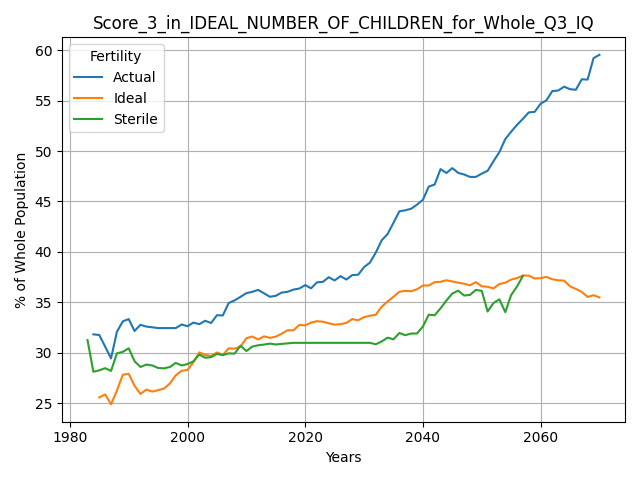 Score_3_in_IDEAL_NUMBER_OF_CHILDREN_for_Whole_Q3_IQ
Fertility
Actual
Ideal
Sterile
% of Whole Population
60
55
50
45
40
35
30
25
1980
2000
2020
2040
2060
Years